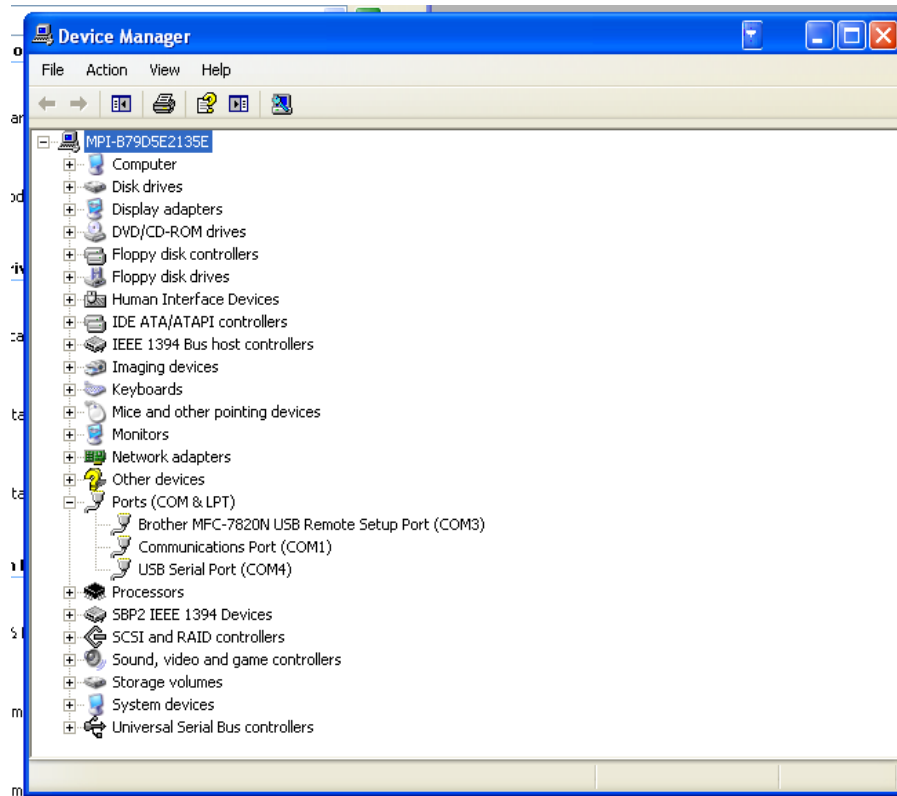 Device Manager
File Action View Help
MPI-B79D5E2135E
Computer
Disk drives
Display adapters
DVD/CD-ROM drives
Floppy disk controllers
Floppy disk drives
Human Interface Devices
IDE ATA/ATAPI controllers
IEEE 1394 Bus host controllers
Imaging devices
Keyboards
Mice and other pointing devices
Monitors
Network adapters
Other devices
Ports (COM & LPT)
Brother MFC-7820N USB Remote Setup Port (COM3)
Communications Port (COM1)
USB Serial Port (COM4)
Processors
SBP2 IEEE 1394 Devices
SCSI and RAID controllers
Sound, video and game controllers
Storage volumes
System devices
Universal Serial Bus controllers